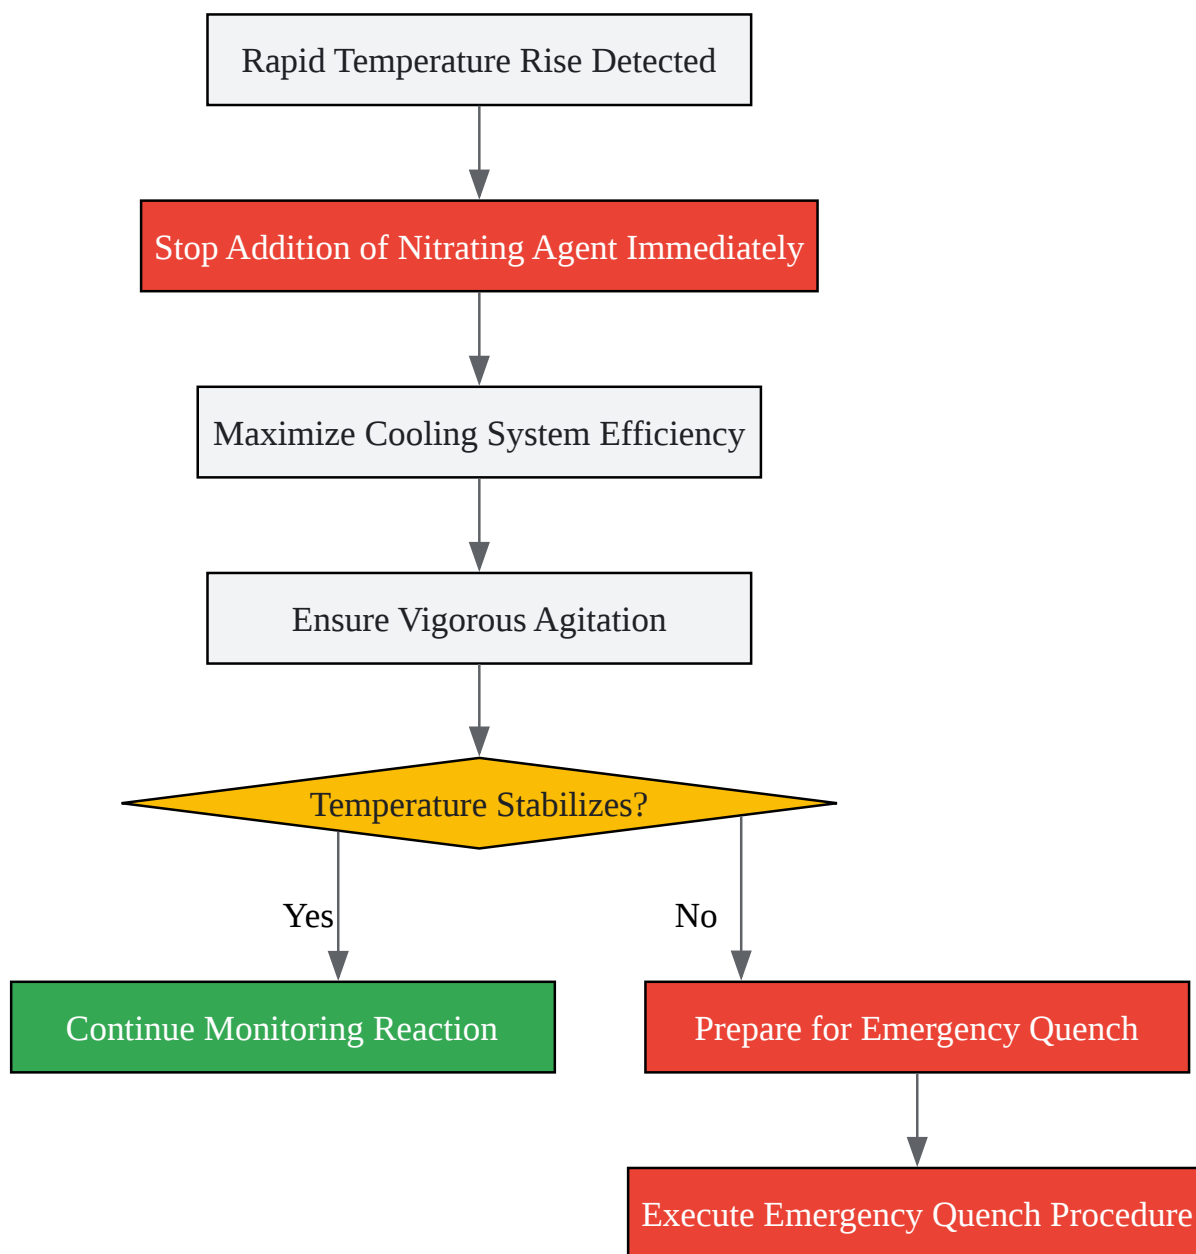 Rapid Temperature Rise Detected
Stop Addition of Nitrating Agent Immediately
Maximize Cooling System Efficiency
Ensure Vigorous Agitation
Temperature Stabilizes?
Yes
No
Continue Monitoring Reaction
Prepare for Emergency Quench
Execute Emergency Quench Procedure